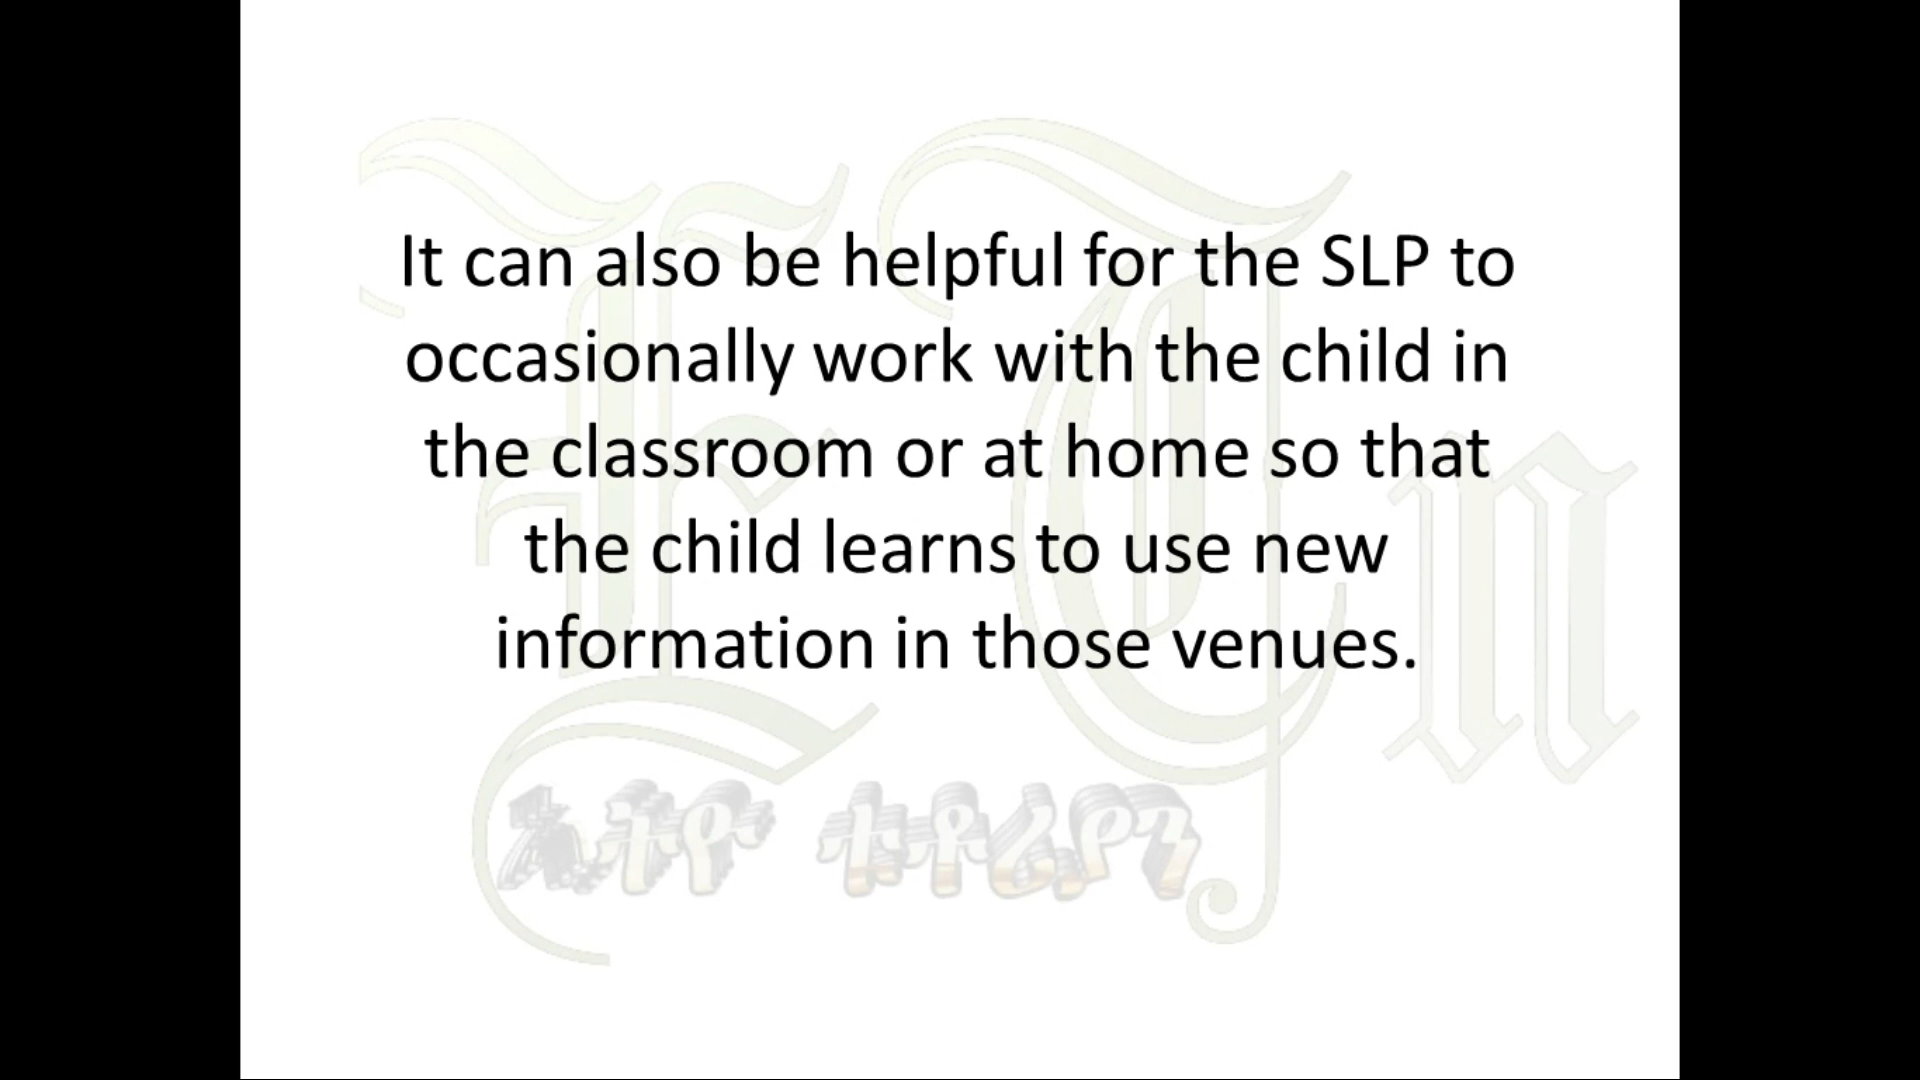 It can also be helpful for the SLP to
occasionally work with the child in
the classroom or at home so that
the child learns to use new
information in those venues.